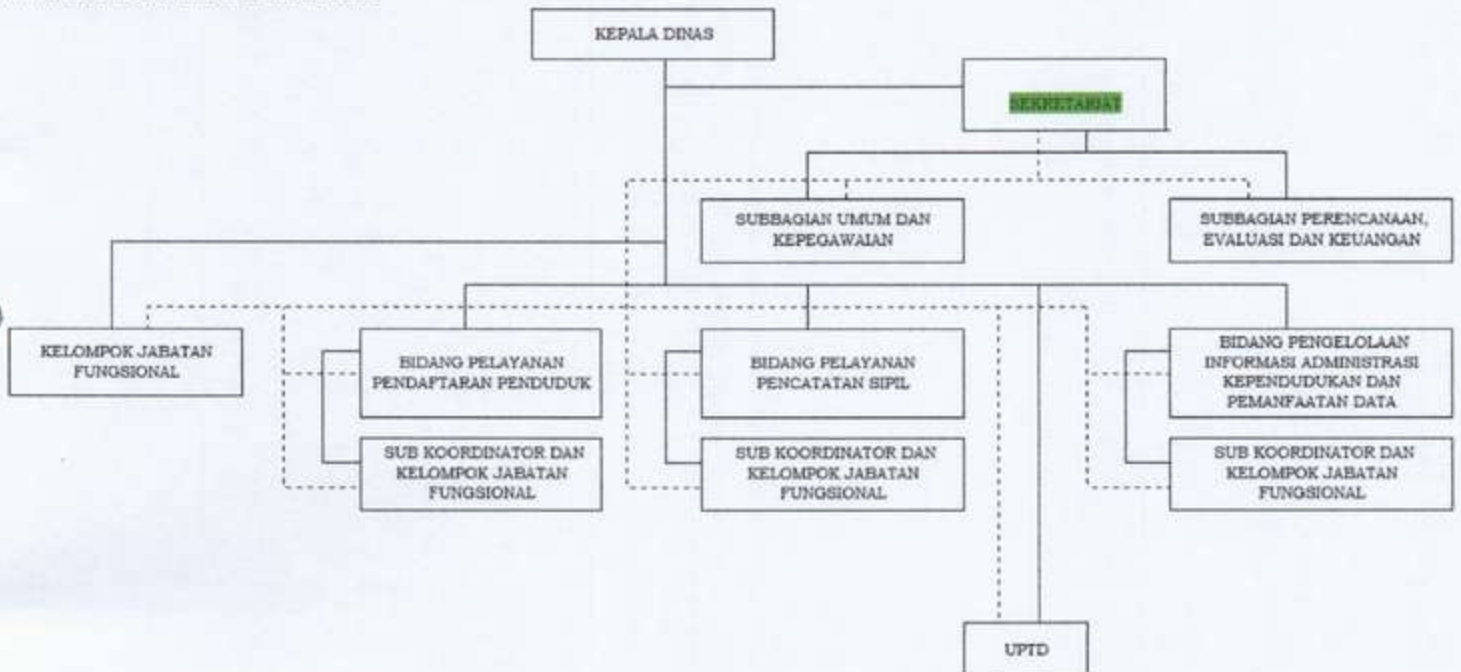 KEPALA DINAS
SEKRETARIAT
SUBBAGIAN UMUM DAN
KEPEGAWAIAN
SUBBAGIAN PERENCANAAN,
EVALUASI DAN KEUANGAN
KELOMPOK JABATAN
FUNGSIONAL
BIDANG PELAYANAN
PENDAFTARAN PENDUDUK
BIDANG PELAYANAN
PENCATATAN SIPIL
BIDANG PENGELOLAAN
INFORMASI ADMINISTRASI
KEPENDUDUKAN DAN
PEMANFAATAN DATA
SUB KOORDINATOR DAN
KELOMPOK JABATAN
FUNGSIONAL
SUB KOORDINATOR DAN
KELOMPOK JABATAN
FUNGSIONAL
SUB KOORDINATOR DAN
KELOMPOK JABATAN
FUNGSIONAL
UPTD